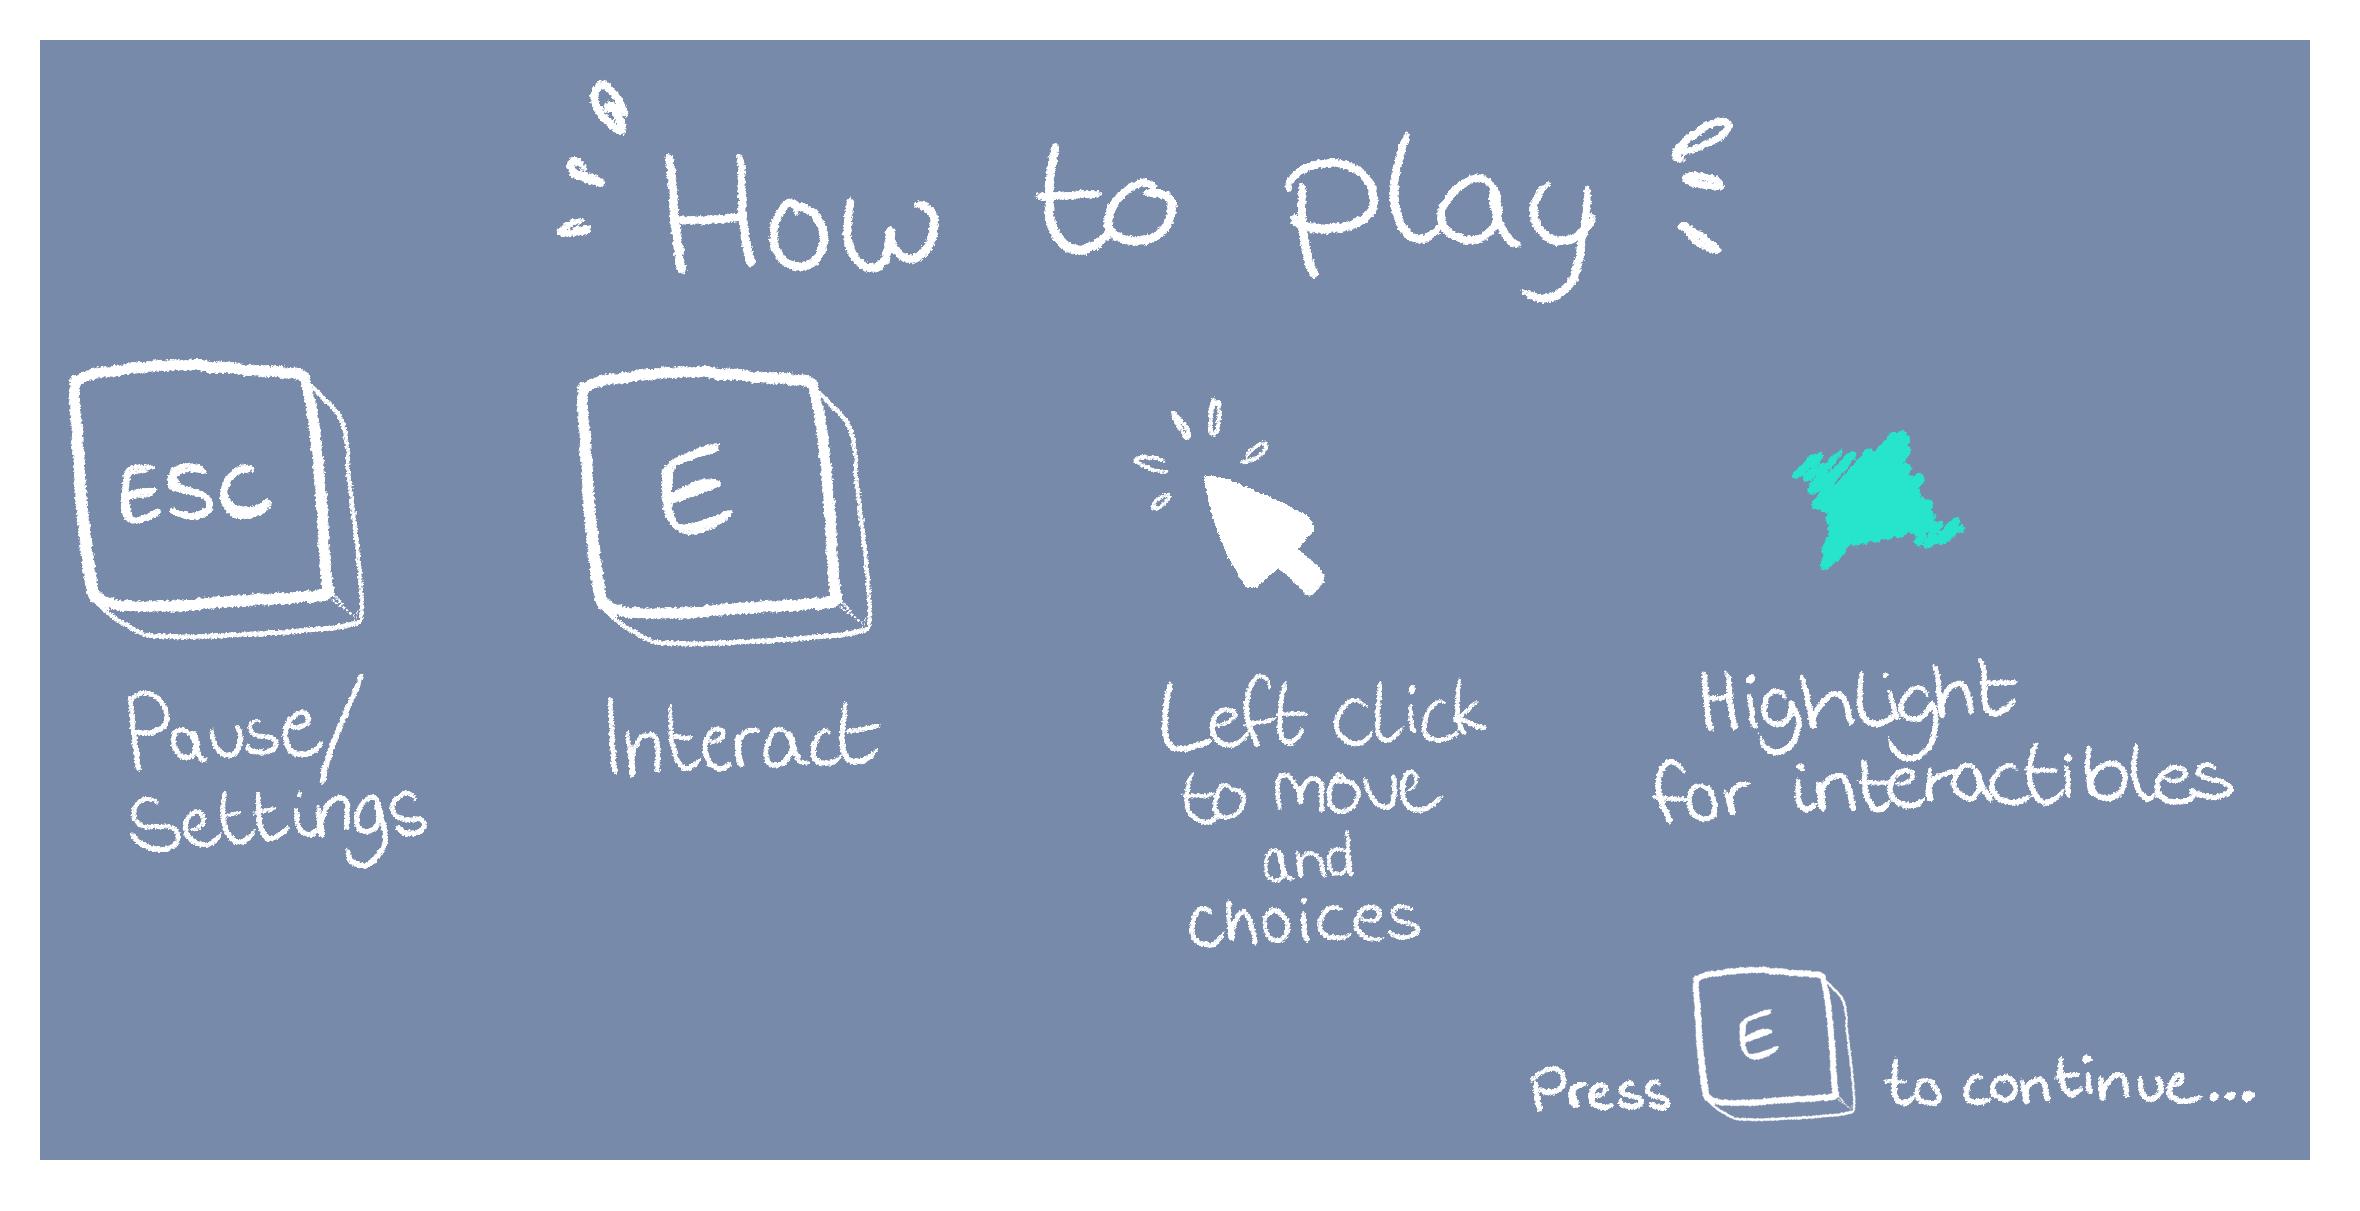 How to play
ESC
E
Pause/
Settings
Interact
Left click
to move
and
choices
Highlight
for interactibles
Press E to continue...